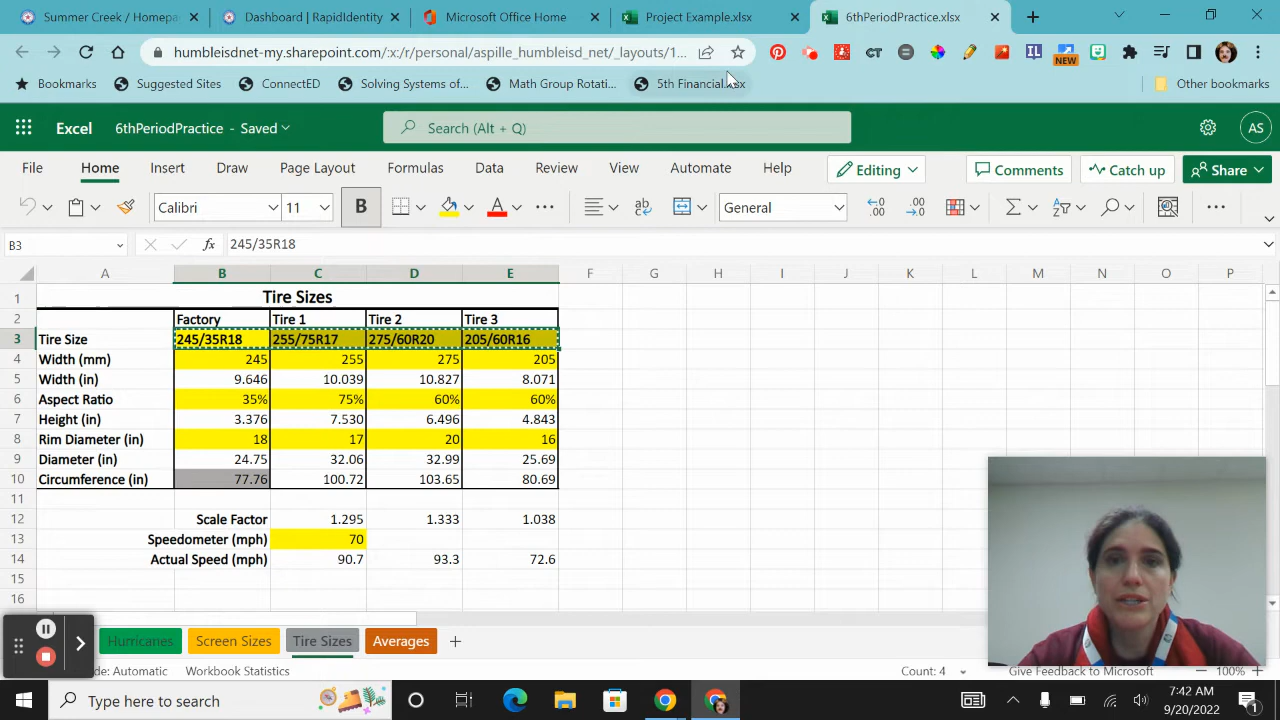 Summer Creek / Homepa
Dashboard | RapidIdentity
Microsoft Office Home
Project Example.xlsx
6thPeriodPractice.xlsx
humbleisdnet-my.sharepoint.com/:x:/r/personal/aspille_humbleisd_net/_layouts/1...
CT
IL
NEW
Bookmarks
Suggested Sites
ConnectED
Solving Systems of...
Math Group Rotati...
5th Financial.xlsx
Other bookmarks
Excel
6thPeriodPractice - Saved
Search (Alt + Q)
AS
File
Home
Insert
Draw
Page Layout
Formulas
Data
Review
View
Automate
Help
Editing
Comments
Catch up
Share
Calibri
11
B
A
ab
General
B3
fx
245/35R18
A B C D E F G H I J K L M N O P
1 Tire Sizes
2 Factory Tire 1 Tire 2 Tire 3
3 Tire Size 245/35R18 255/75R17 275/60R20 205/60R16
4 Width (mm) 245 255 275 205
5 Width (in) 9.646 10.039 10.827 8.071
6 Aspect Ratio 35% 75% 60% 60%
7 Height (in) 3.376 7.530 6.496 4.843
8 Rim Diameter (in) 18 17 20 16
9 Diameter (in) 24.75 32.06 32.99 25.69
10 Circumference (in) 77.76 100.72 103.65 80.69
11
12 Scale Factor 1.295 1.333 1.038
13 Speedometer (mph) 70
14 Actual Speed (mph) 90.7 93.3 72.6
15
16
Hurricanes
Screen Sizes
Tire Sizes
Averages
de: Automatic
Workbook Statistics
Count: 4
Give Feedback to Microsoft
100%
Type here to search
7:42 AM
9/20/2022
1